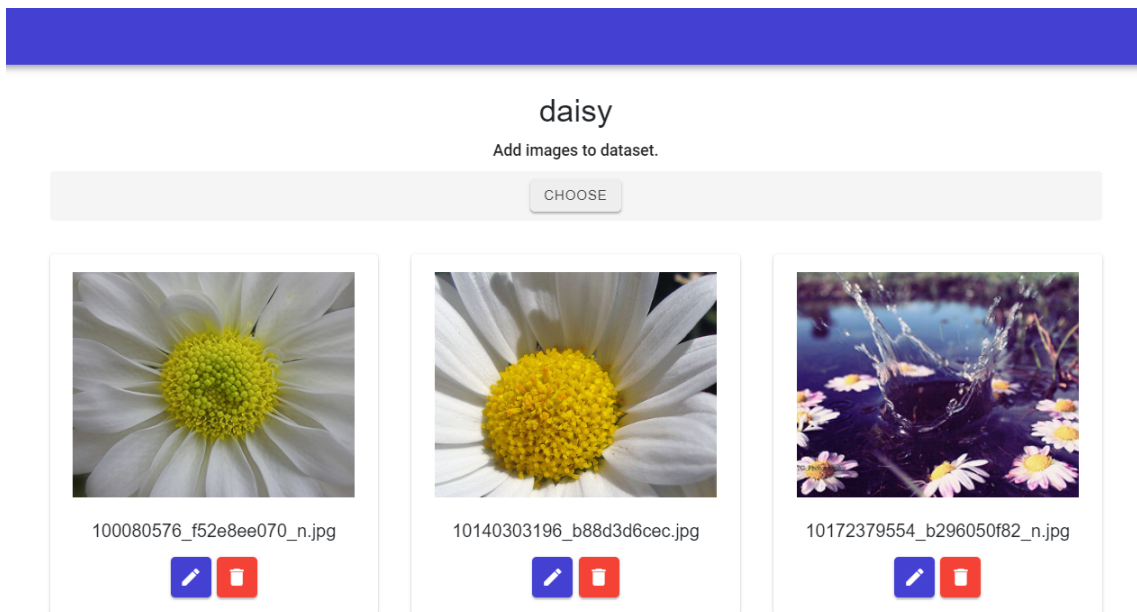 daisy
Add images to dataset.
CHOOSE
100080576_f52e8ee070_n.jpg
10140303196_b88d3d6cec.jpg
10172379554_b296050f82_n.jpg